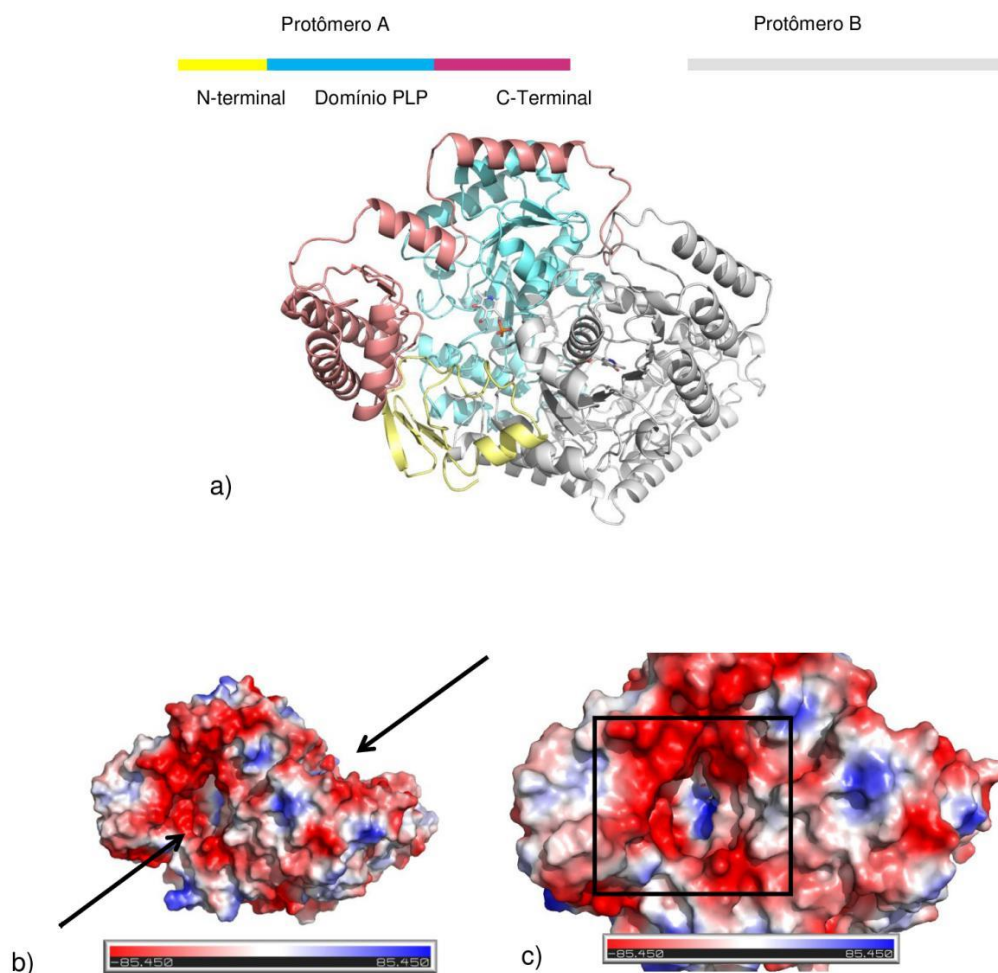 Protômero A Protômero B
N-terminal Domínio PLP C-Terminal
a)
b) -85.450 85.450
c) -85.450 85.450